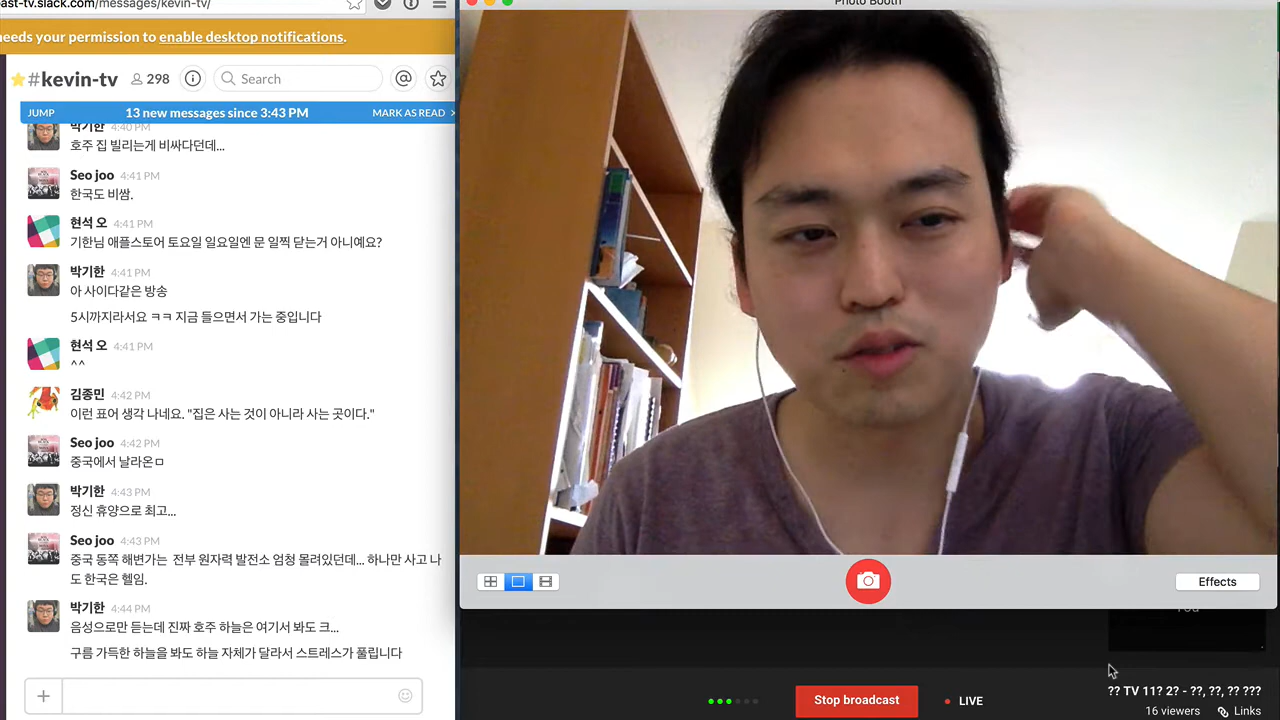 ast-tv.slack.com/messages/kevin-tv/
eeds your permission to enable desktop notifications.
#kevin-tv 298 Search
JUMP 13 new messages since 3:43 PM MARK AS READ
박기한 4:40 PM
호주 집 빌리는게 비싸다던데...
Seo joo 4:41 PM
한국도 비쌈.
현석 오 4:41 PM
기한님 애플스토어 토요일 일요일엔 문 일찍 닫는거 아니예요?
박기한 4:41 PM
아 사이다같은 방송
5시까지라서요 ㅋㅋ 지금 들으면서 가는 중입니다
현석 오 4:41 PM
^^
김종민 4:42 PM
이런 표어 생각 나네요. "집은 사는 것이 아니라 사는 곳이다."
Seo joo 4:42 PM
중국에서 날라온ㅁ
박기한 4:43 PM
정신 휴양으로 최고...
Seo joo 4:43 PM
중국 동쪽 해변가는 전부 원자력 발전소 엄청 몰려있던데... 하나만 사고 나
도 한국은 헬임.
박기한 4:44 PM
음성으로만 듣는데 진짜 호주 하늘은 여기서 봐도 크...
구름 가득한 하늘을 봐도 하늘 자체가 달라서 스트레스가 풀립니다
Photo Booth
Effects
You
Stop broadcast
LIVE
?? TV 11? 2? - ??, ??, ?? ???
16 viewers Links